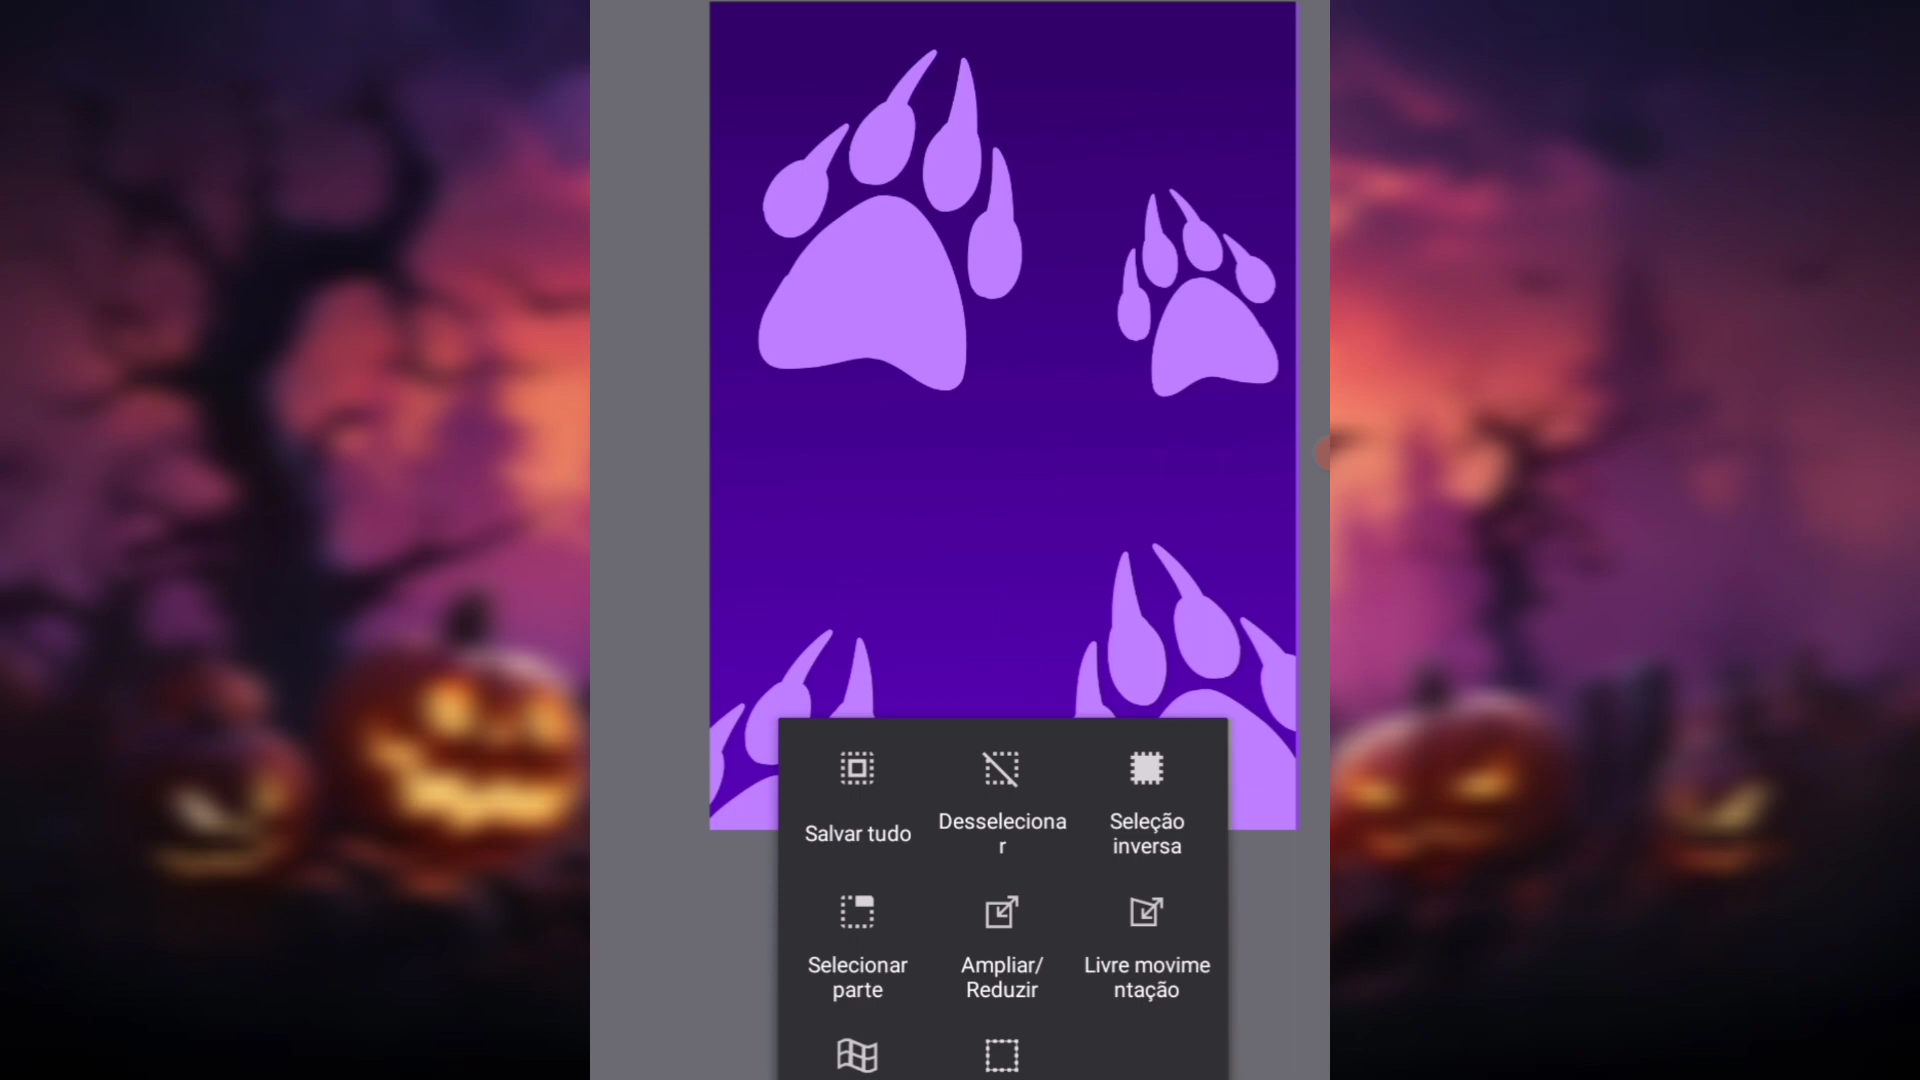 Salvar tudo
Desseleciona
r
Seleção
inversa
Selecionar
parte
Ampliar/
Reduzir
Livre movime
ntação